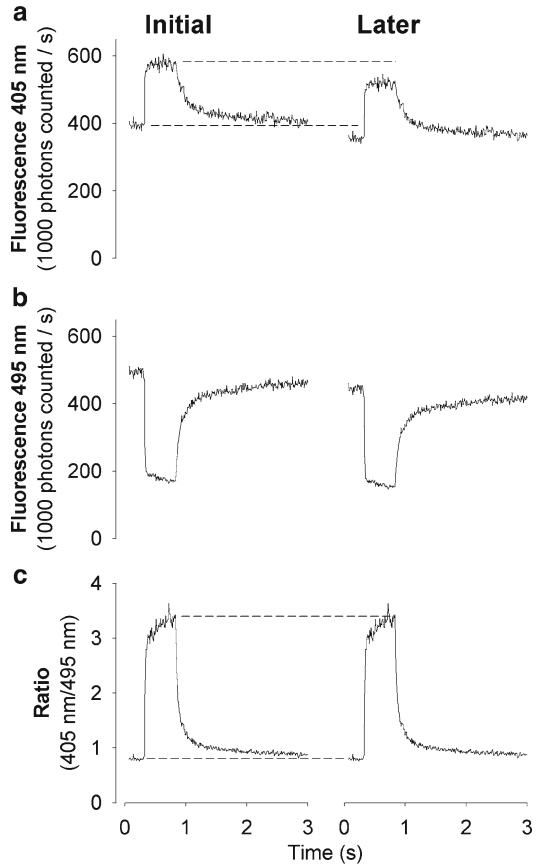 a
Initial
Later
Fluorescence 405 nm
(1000 photons counted / s)
600
400
200
0
b
Fluorescence 495 nm
(1000 photons counted / s)
600
400
200
0
c
Ratio
(405 nm/495 nm)
4
3
2
1
0
0 1 2 3 0 1 2 3
Time (s)